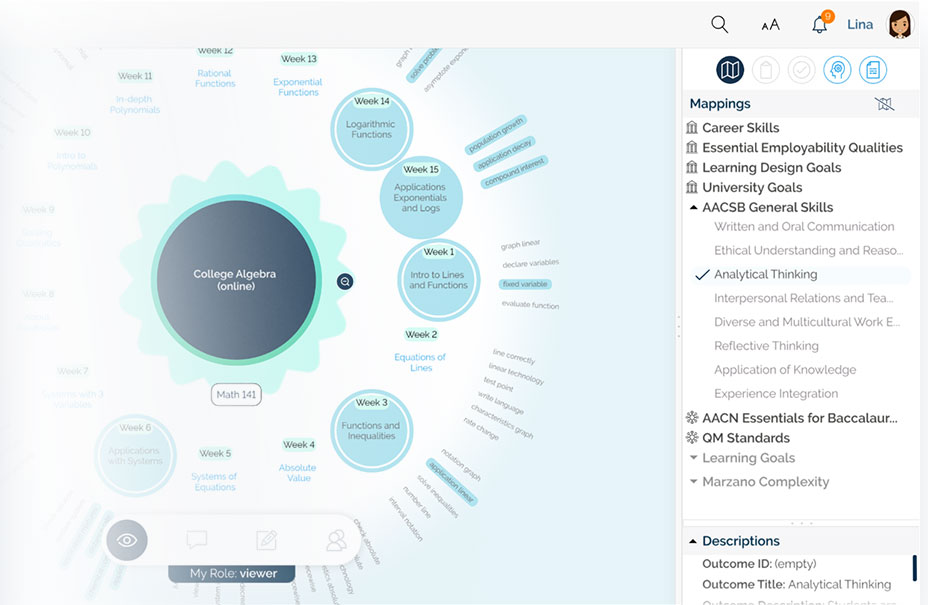 9
Lina
Mappings
Career Skills
Essential Employability Qualities
Learning Design Goals
University Goals
AACSB General Skills
Written and Oral Communication
Ethical Understanding and Reaso...
Analytical Thinking
Interpersonal Relations and Tea...
Diverse and Multicultural Work E...
Reflective Thinking
Application of Knowledge
Experience Integration
AACN Essentials for Baccalaur...
QM Standards
Learning Goals
Marzano Complexity
Descriptions
Outcome ID: (empty)
Outcome Title: Analytical Thinking
Outcome Description: Students are
College Algebra
(online)
Math 141
Week 1
Intro to Lines
and Functions
graph linear
declare variables
fixed variable
evaluate function
Week 2
Equations of
Lines
line correctly
linear technology
test point
write language
characteristics graph
rate change
Week 3
Functions and
Inequalities
notation graph
application linear
solve inequalities
number line
interval notation
Week 4
Absolute
Value
check absolute
Week 5
Systems of
Equations
Week 6
Applications
with Systems
Week 7
Systems with 3
Variables
Week 8
Week 9
Week 10
Intro to
Polynomials
Week 11
In-depth
Polynomials
Week 12
Rational
Functions
Week 13
Exponential
Functions
asymptote exponential
Week 14
Logarithmic
Functions
population growth
application decay
compound interest
Week 15
Applications
Exponentials
and Logs
My Role: viewer